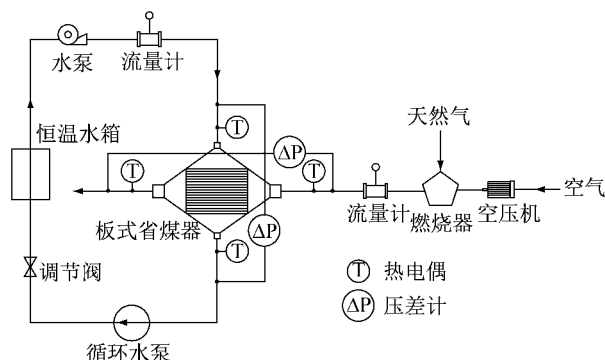 水泵
流量计
T
天然气
恒温水箱
ΔP
T
T
空气
流量计
燃烧器
空压机
板式省煤器
ΔP
T
调节阀
T 热电偶
ΔP 压差计
循环水泵